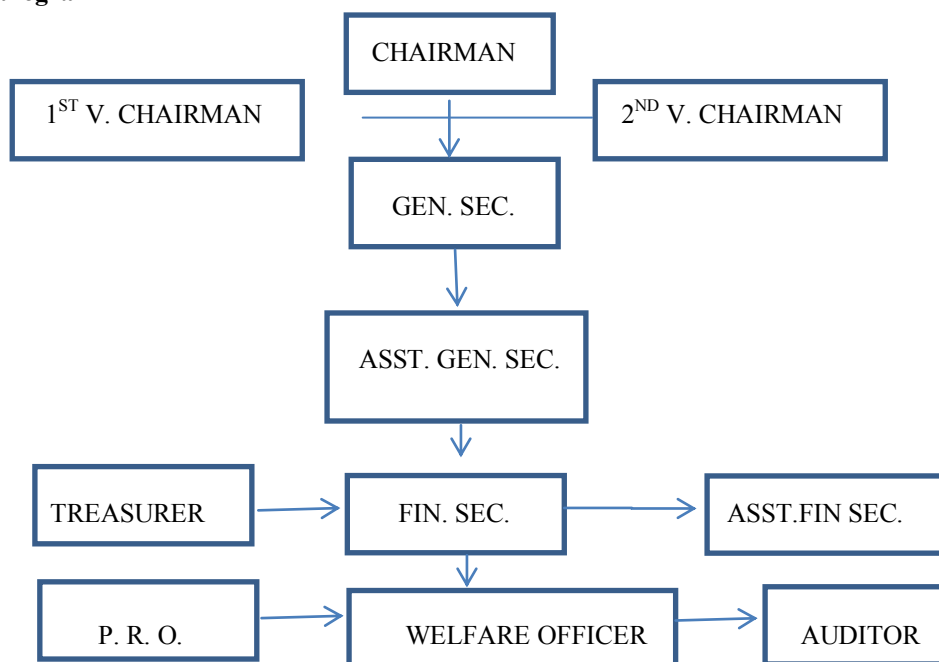 CHAIRMAN
1ST V. CHAIRMAN
2ND V. CHAIRMAN
GEN. SEC.
ASST. GEN. SEC.
TREASURER
FIN. SEC.
ASST.FIN SEC.
P. R. O.
WELFARE OFFICER
AUDITOR